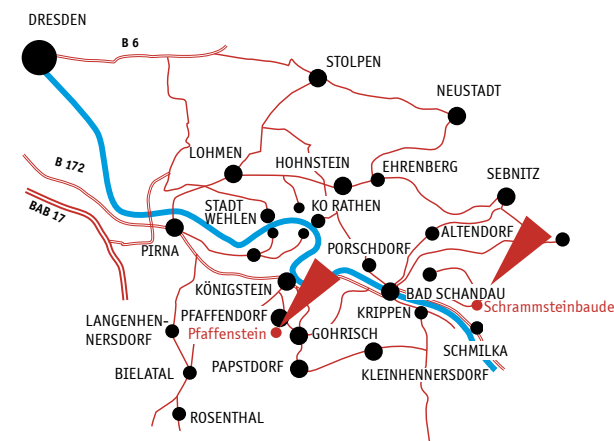 DRESDEN
B 6
STOLPEN
NEUSTADT
LOHMEN
HOHNSTEIN
EHRENBERG
SEBNITZ
B 172
BAB 17
STADT
WEHLEN
KO RATHEN
ALTENDORF
PIRNA
PORSCHDORF
KÖNIGSTEIN
BAD SCHANDAU
Schrammsteinbaude
KRIPPEN
LANGENHEN-
NERSDORF
PFAFFENDORF
Pfaffenstein
GOHRISCH
SCHMILKA
BIELATAL
PAPSTDORF
KLEINHENNERSDORF
ROSENTHAL